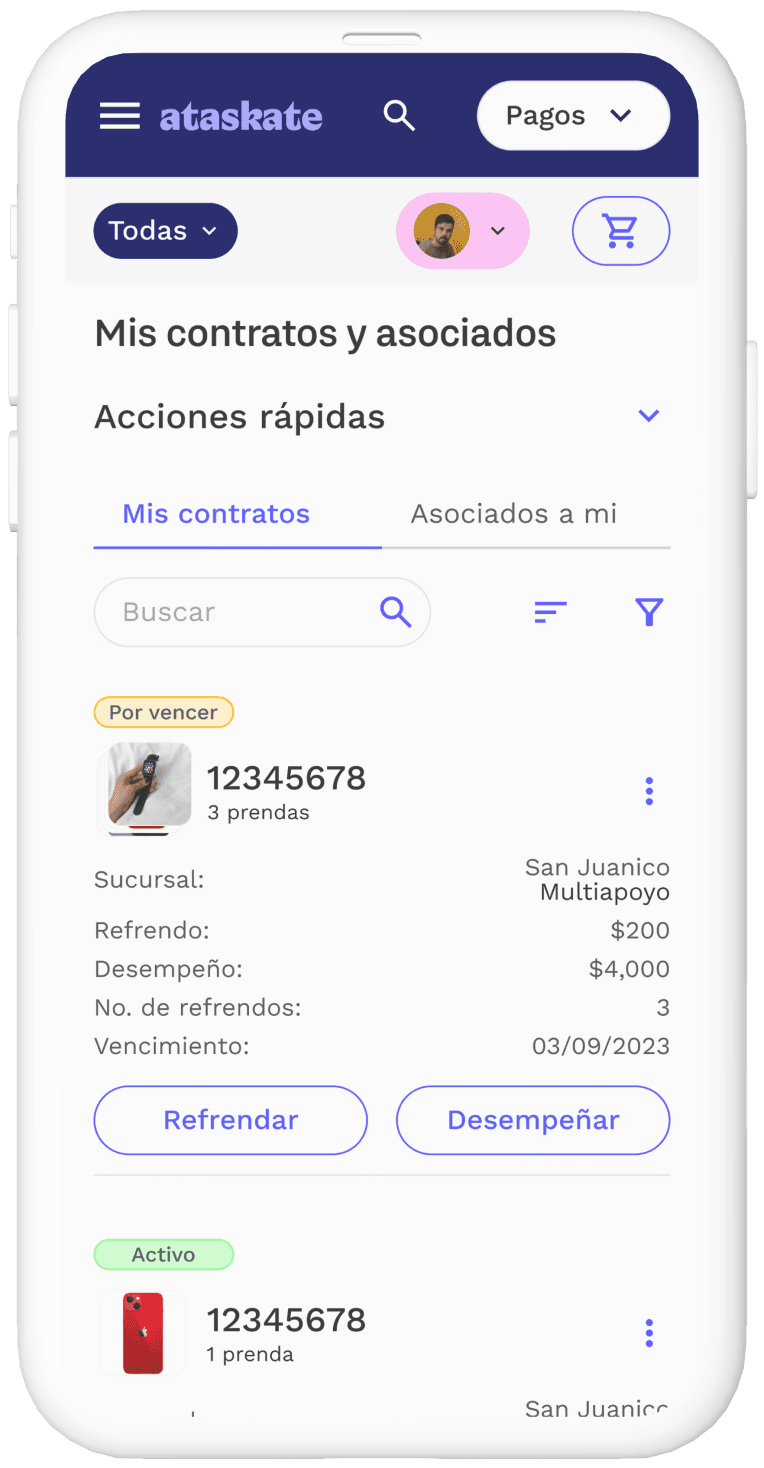 ataskate
Pagos
Todas
Mis contratos y asociados
Acciones rápidas
Mis contratos
Asociados a mi
Buscar
Por vencer
12345678
3 prendas
Sucursal:
San Juanico
Multiapoyo
Refrendo:
$200
Desempeño:
$4,000
No. de refrendos:
3
Vencimiento:
03/09/2023
Refrendar
Desempeñar
Activo
12345678
1 prenda
San Juanico